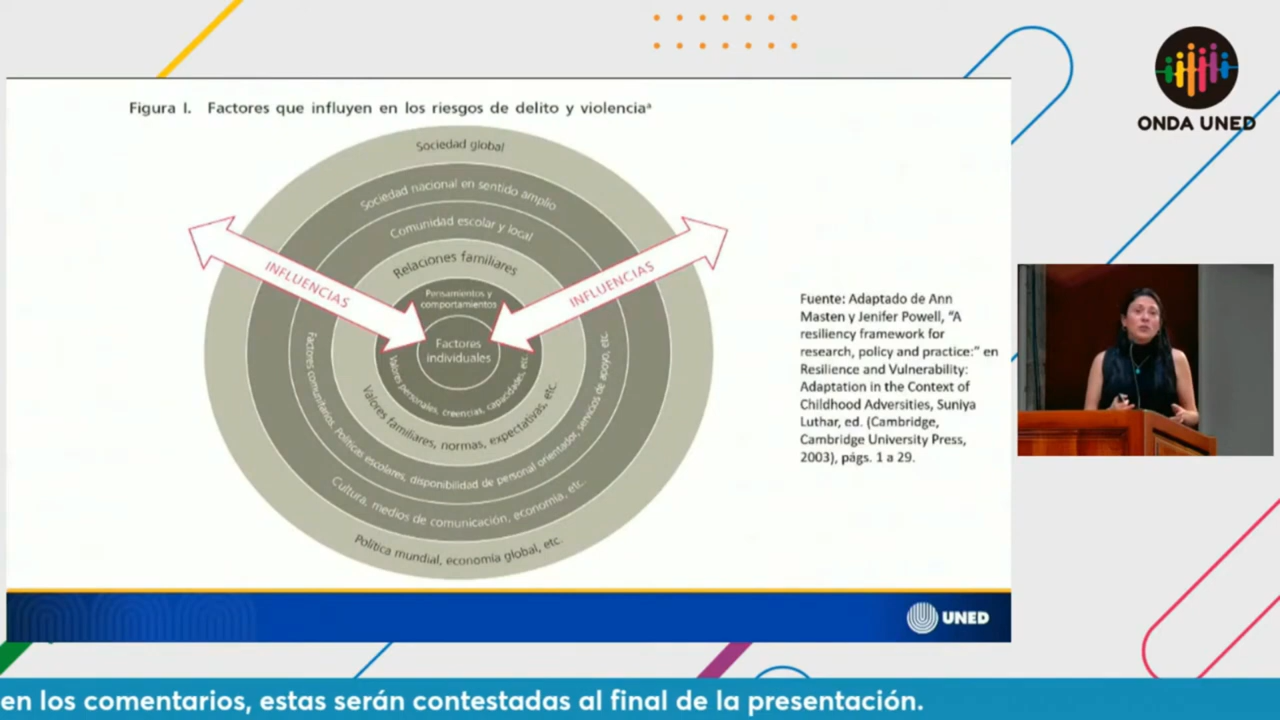 ONDA UNED
Figura I. Factores que influyen en los riesgos de delito y violenciaᵃ
Sociedad global
Sociedad nacional en sentido amplio
Comunidad escolar y local
Relaciones familiares
Pensamientos y
comportamientos
Factores
individuales
INFLUENCIAS
INFLUENCIAS
Valores personales, creencias, capacidades, etc.
Valores familiares, normas, expectativas, etc.
Factores comunitarios. Políticas escolares, disponibilidad de personal orientador, servicios de apoyo, etc.
Cultura, medios de comunicación, economía, etc.
Política mundial, economía global, etc.
Fuente: Adaptado de Ann
Masten y Jenifer Powell, “A
resiliency framework for
research, policy and practice:” en
Resilience and Vulnerability:
Adaptation in the Context of
Childhood Adversities, Suniya
Luthar, ed. (Cambridge,
Cambridge University Press,
2003), págs. 1 a 29.
UNED
en los comentarios, estas serán contestadas al final de la presentación.